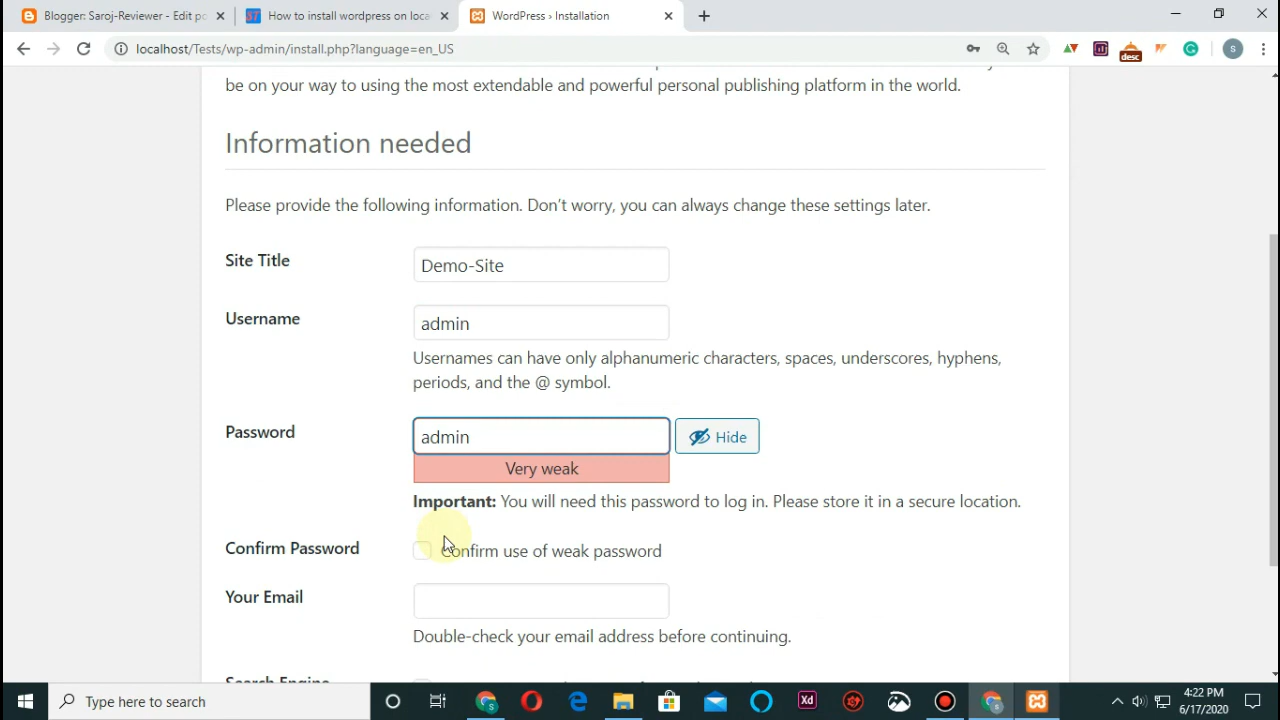 Blogger: Saroj-Reviewer - Edit po
How to install wordpress on loca
WordPress › Installation
localhost/Tests/wp-admin/install.php?language=en_US
desc
S
be on your way to using the most extendable and powerful personal publishing platform in the world.
Information needed
Please provide the following information. Don’t worry, you can always change these settings later.
Site Title
Demo-Site
Username
admin
Usernames can have only alphanumeric characters, spaces, underscores, hyphens,
periods, and the @ symbol.
Password
admin
Hide
Very weak
Important: You will need this password to log in. Please store it in a secure location.
Confirm Password
Confirm use of weak password
Your Email
Double-check your email address before continuing.
Search Engine
Type here to search
Xd
4:22 PM
6/17/2020